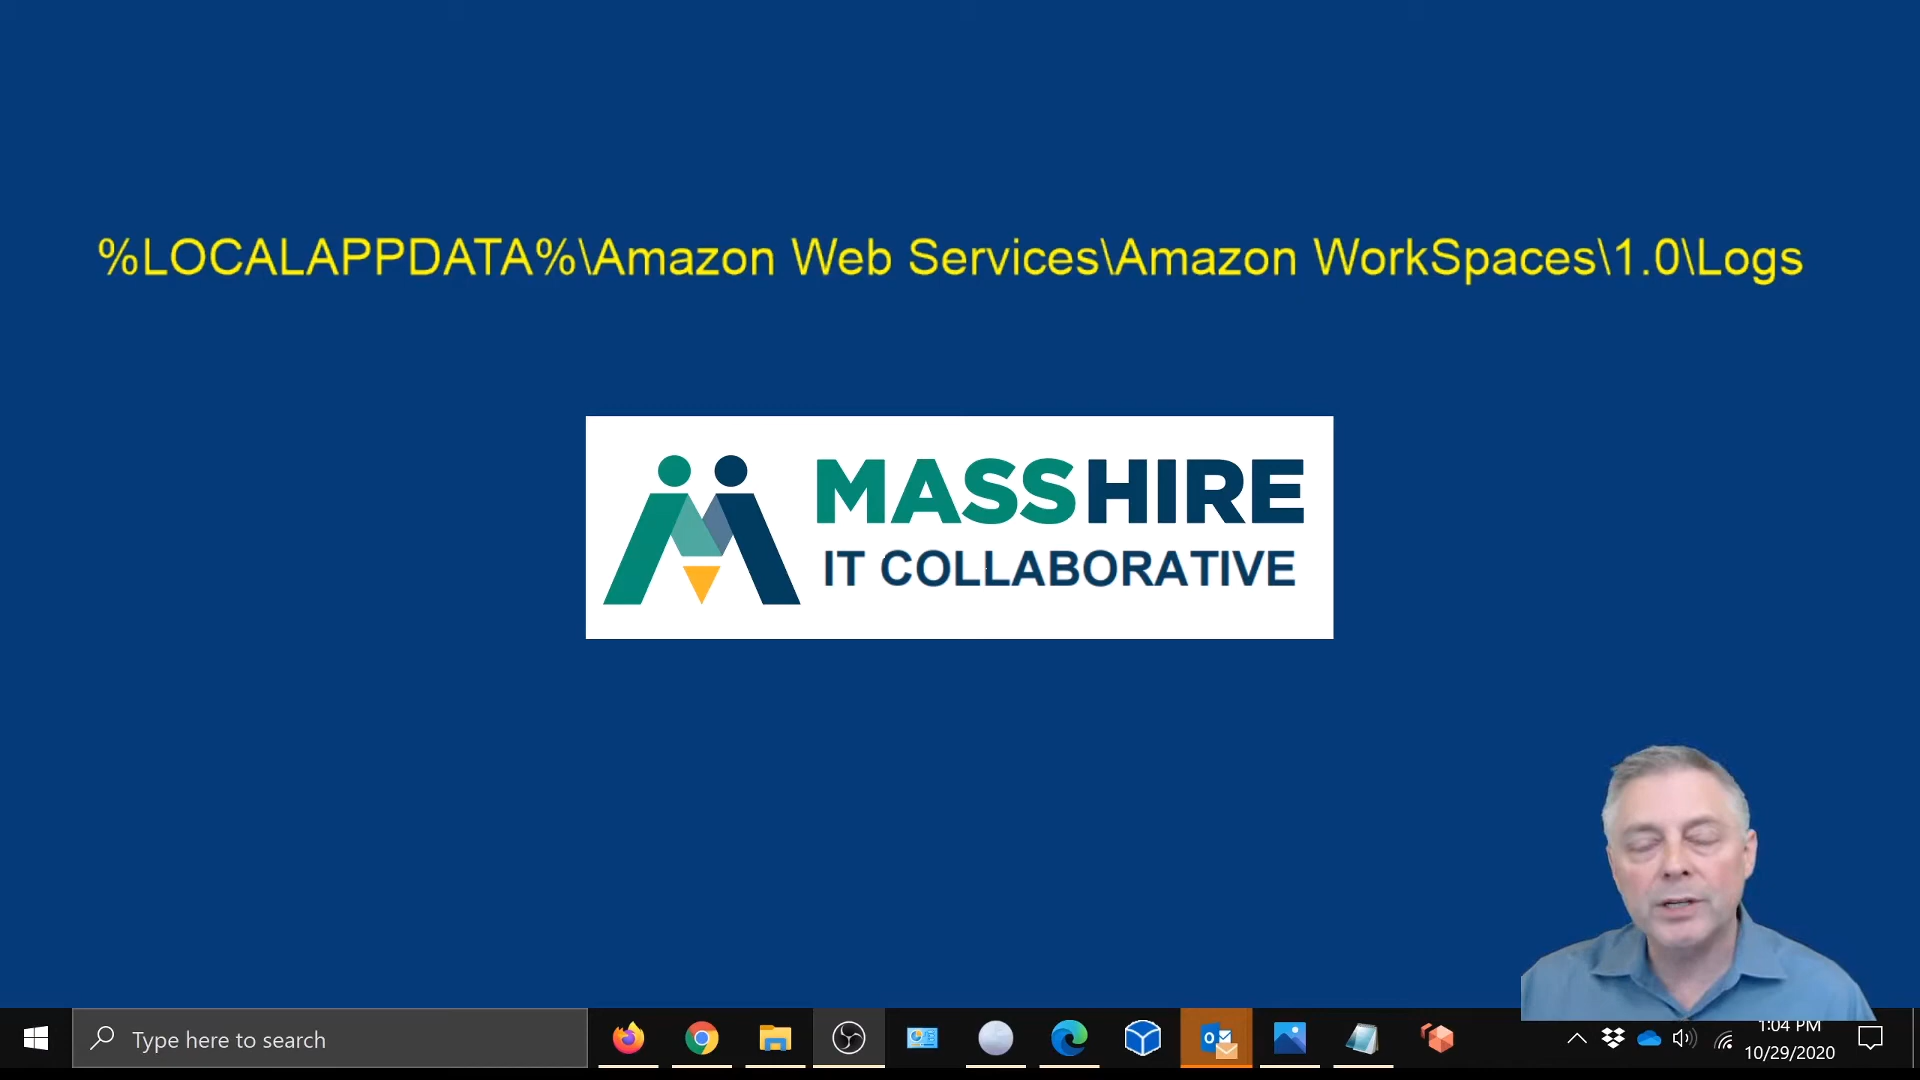 %LOCALAPPDATA%\Amazon Web Services\Amazon WorkSpaces\1.0\Logs
MASSHIRE
IT COLLABORATIVE
Type here to search
1:04 PM
10/29/2020